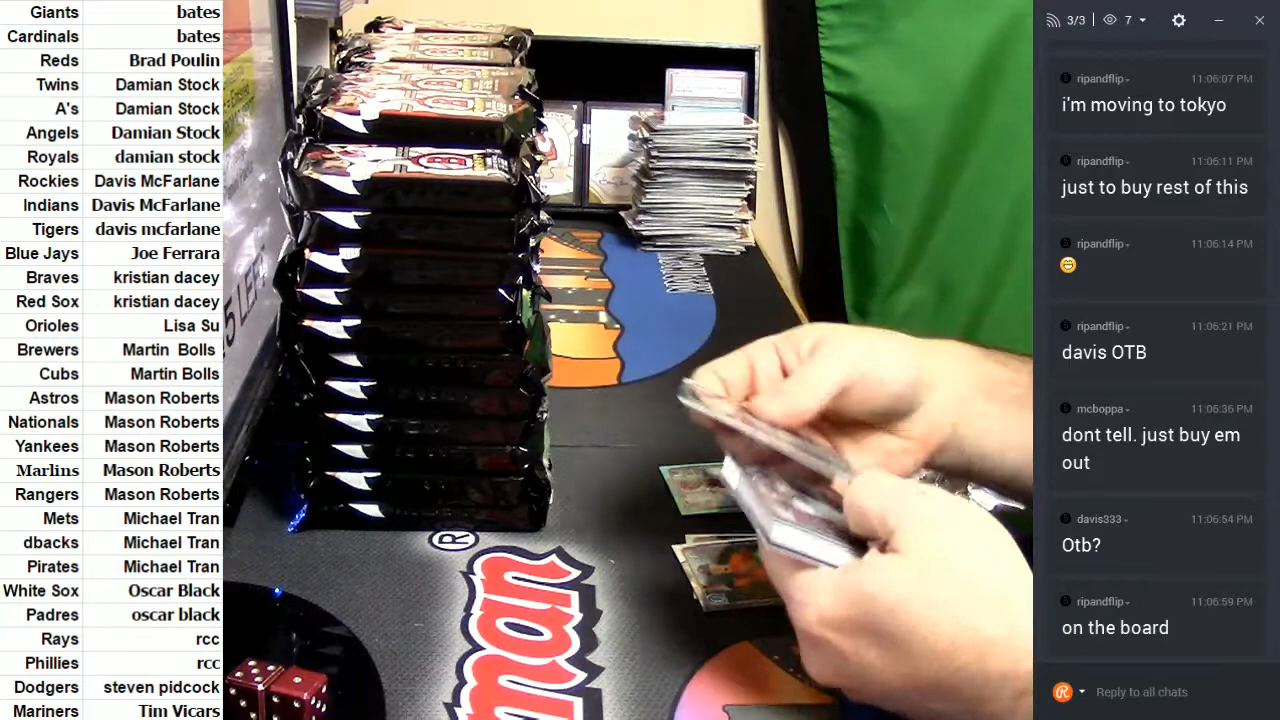 Giants bates
Cardinals bates
Reds Brad Poulin
Twins Damian Stock
A's Damian Stock
Angels Damian Stock
Royals damian stock
Rockies Davis McFarlane
Indians Davis McFarlane
Tigers davis mcfarlane
Blue Jays Joe Ferrara
Braves kristian dacey
Red Sox kristian dacey
Orioles Lisa Su
Brewers Martin Bolls
Cubs Martin Bolls
Astros Mason Roberts
Nationals Mason Roberts
Yankees Mason Roberts
Marlins Mason Roberts
Rangers Mason Roberts
Mets Michael Tran
dbacks Michael Tran
Pirates Michael Tran
White Sox Oscar Black
Padres oscar black
Rays rcc
Phillies rcc
Dodgers steven pidcock
Mariners Tim Vicars
5 LEFT
B
B
B
®
man
3/3 7
ripandflip 11:06:07 PM
i'm moving to tokyo
ripandflip 11:06:11 PM
just to buy rest of this
ripandflip 11:06:14 PM
😁
ripandflip 11:06:21 PM
davis OTB
mcboppa 11:06:36 PM
dont tell. just buy em
out
davis333 11:06:54 PM
Otb?
ripandflip 11:06:59 PM
on the board
Reply to all chats